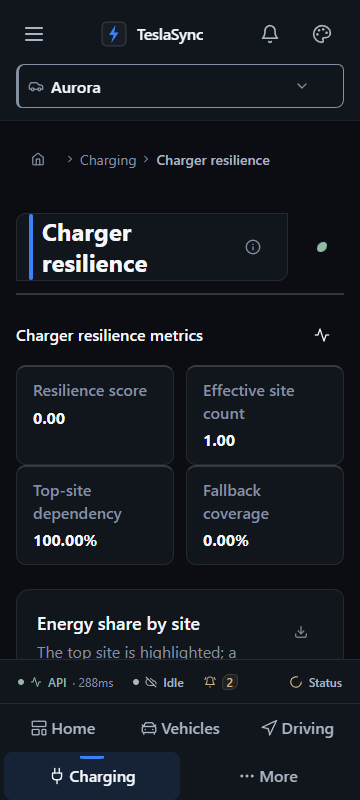 TeslaSync
Aurora
Charging
Charger resilience
Charger
resilience
Charger resilience metrics
Resilience score
0.00
Effective site
count
1.00
Top-site
dependency
100.00%
Fallback
coverage
0.00%
Energy share by site
The top site is highlighted; a
API · 288ms
Idle
2
Status
Home
Vehicles
Driving
Charging
More